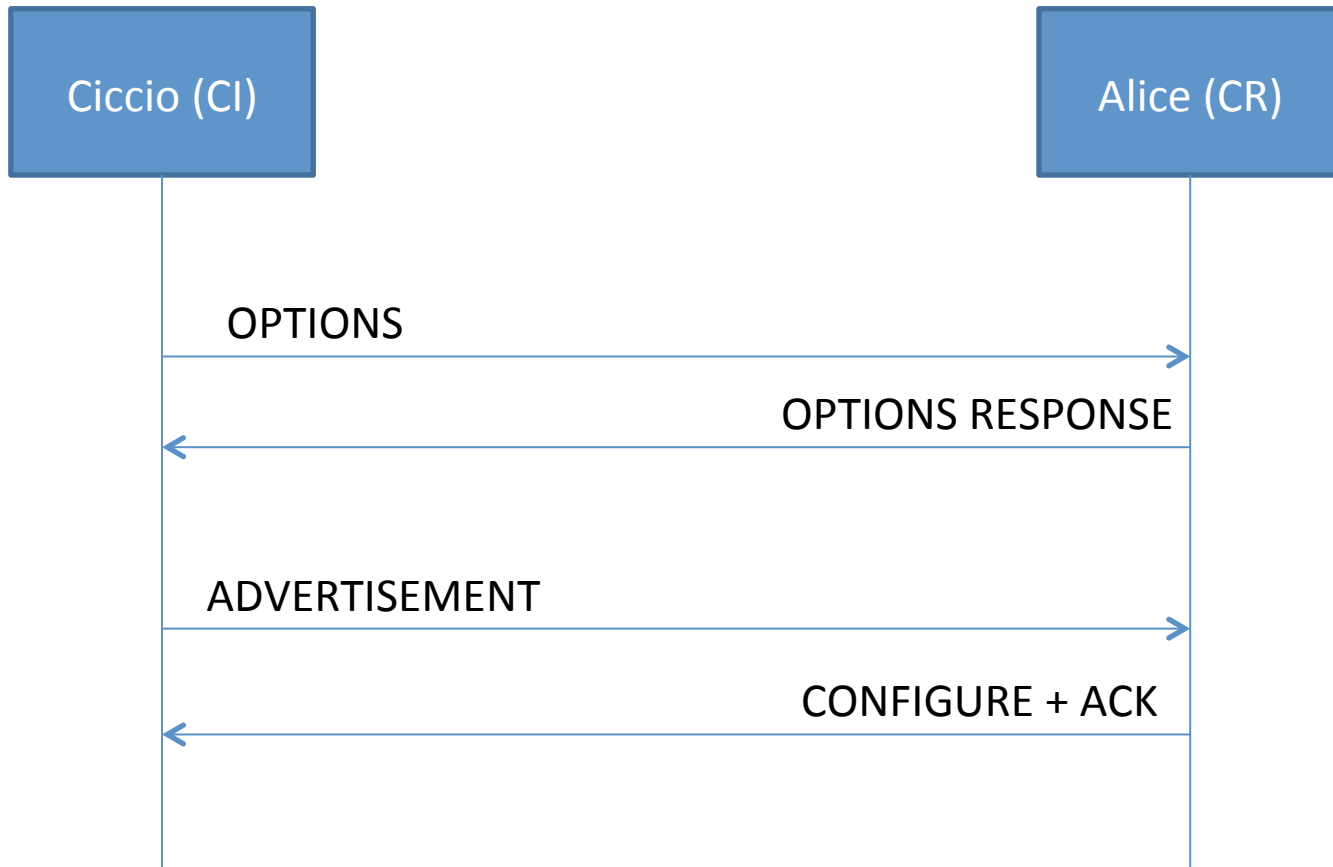 Ciccio (CI)
Alice (CR)
OPTIONS
OPTIONS RESPONSE
ADVERTISEMENT
CONFIGURE + ACK